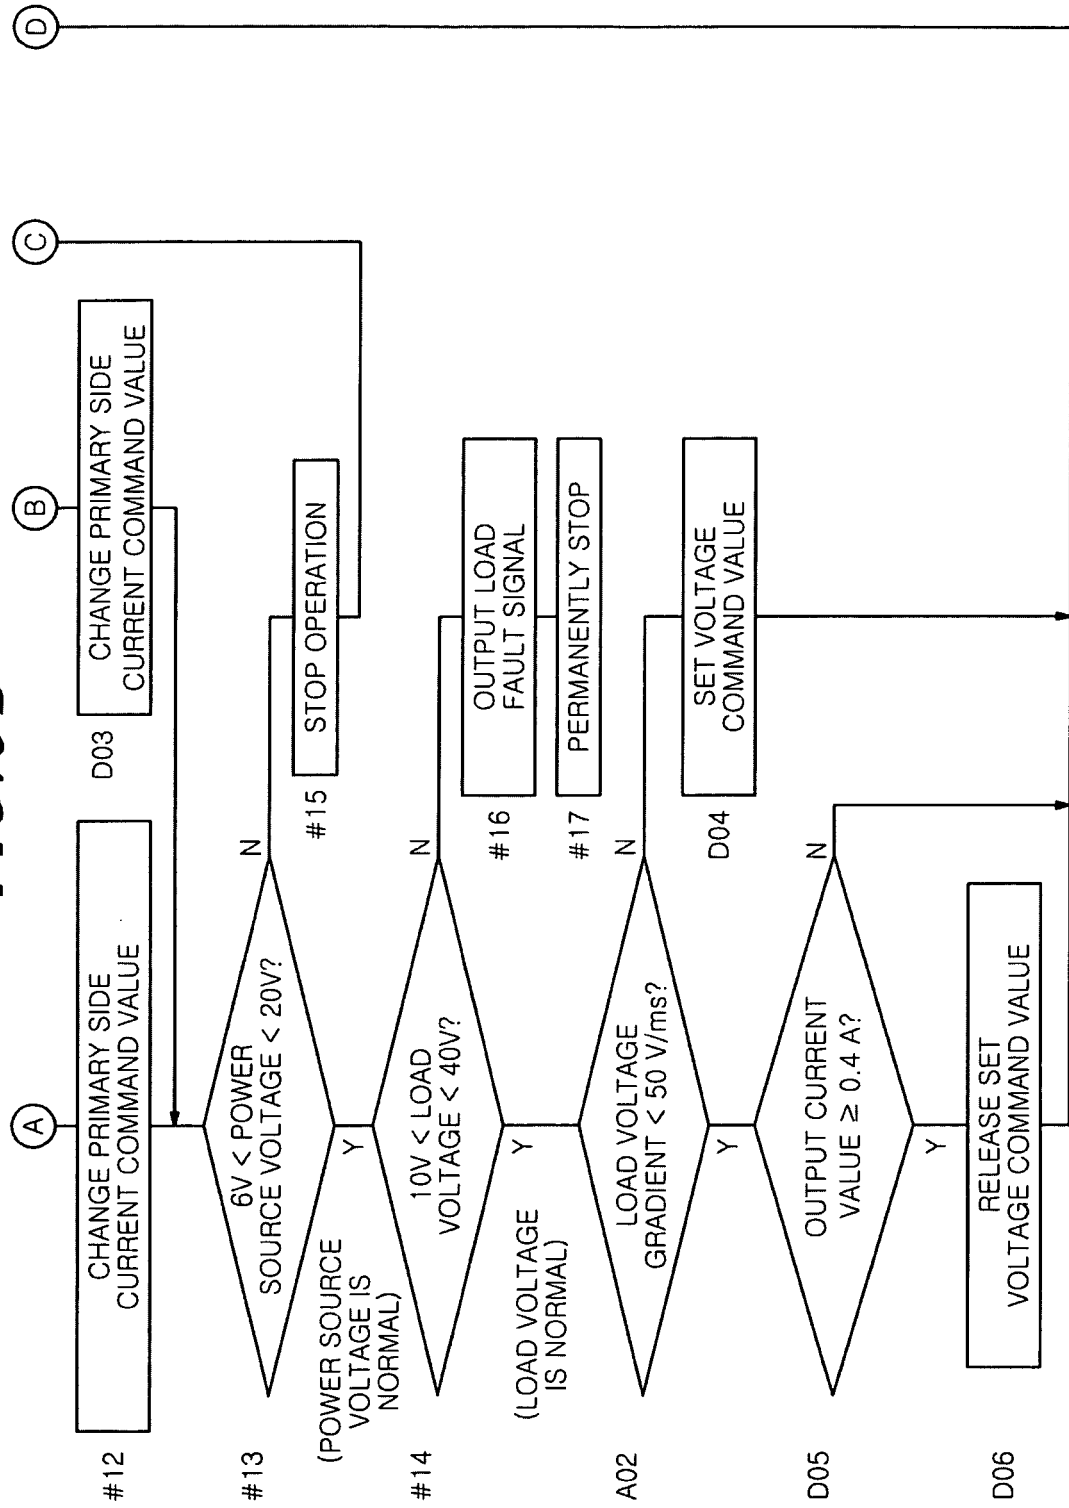 A
B
C
D
#12
CHANGE PRIMARY SIDE
CURRENT COMMAND VALUE
D03
CHANGE PRIMARY SIDE
CURRENT COMMAND VALUE
#13
6V < POWER
SOURCE VOLTAGE < 20V?
N
#15
STOP OPERATION
Y
(POWER SOURCE
VOLTAGE IS
NORMAL)
#14
10V < LOAD
VOLTAGE < 40V?
N
#16
OUTPUT LOAD
FAULT SIGNAL
#17
PERMANENTLY STOP
Y
(LOAD VOLTAGE
IS NORMAL)
A02
LOAD VOLTAGE
GRADIENT < 50 V/ms?
N
D04
SET VOLTAGE
COMMAND VALUE
Y
D05
OUTPUT CURRENT
VALUE ≥ 0.4 A?
N
Y
D06
RELEASE SET
VOLTAGE COMMAND VALUE